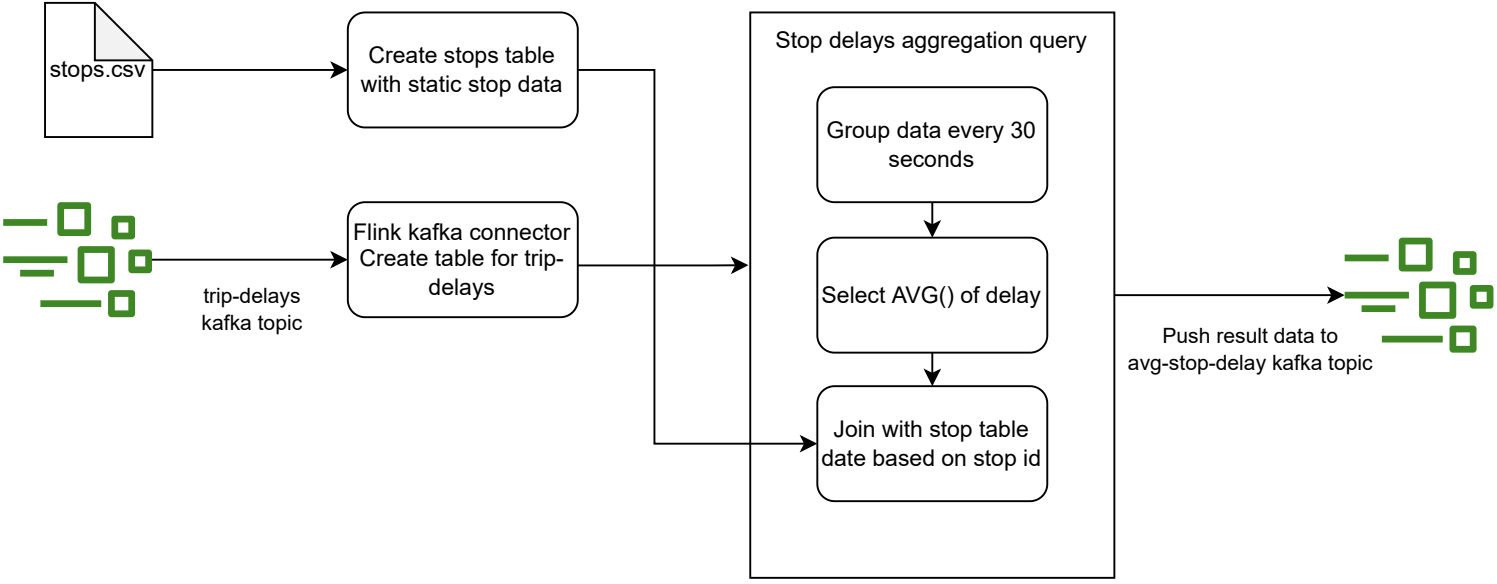 stops.csv
Create stops table
with static stop data
Stop delays aggregation query
Group data every 30
seconds
Flink kafka connector
Create table for trip-
delays
trip-delays
kafka topic
Select AVG() of delay
Push result data to
avg-stop-delay kafka topic
Join with stop table
date based on stop id